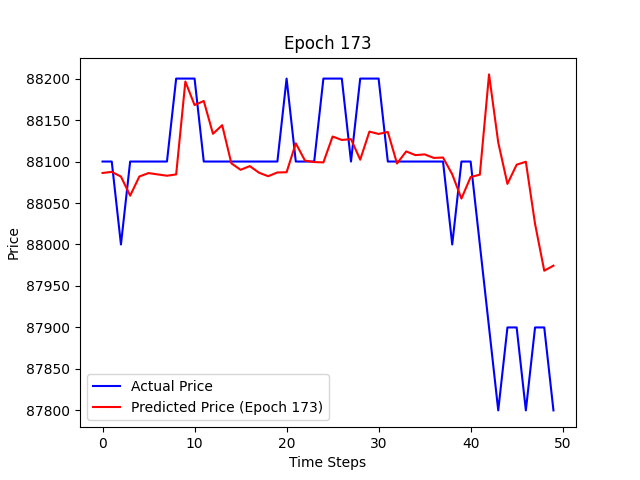 Epoch 173
Price
88200
88150
88100
88050
88000
87950
87900
87850
87800
Actual Price
Predicted Price (Epoch 173)
0 10 20 30 40 50
Time Steps